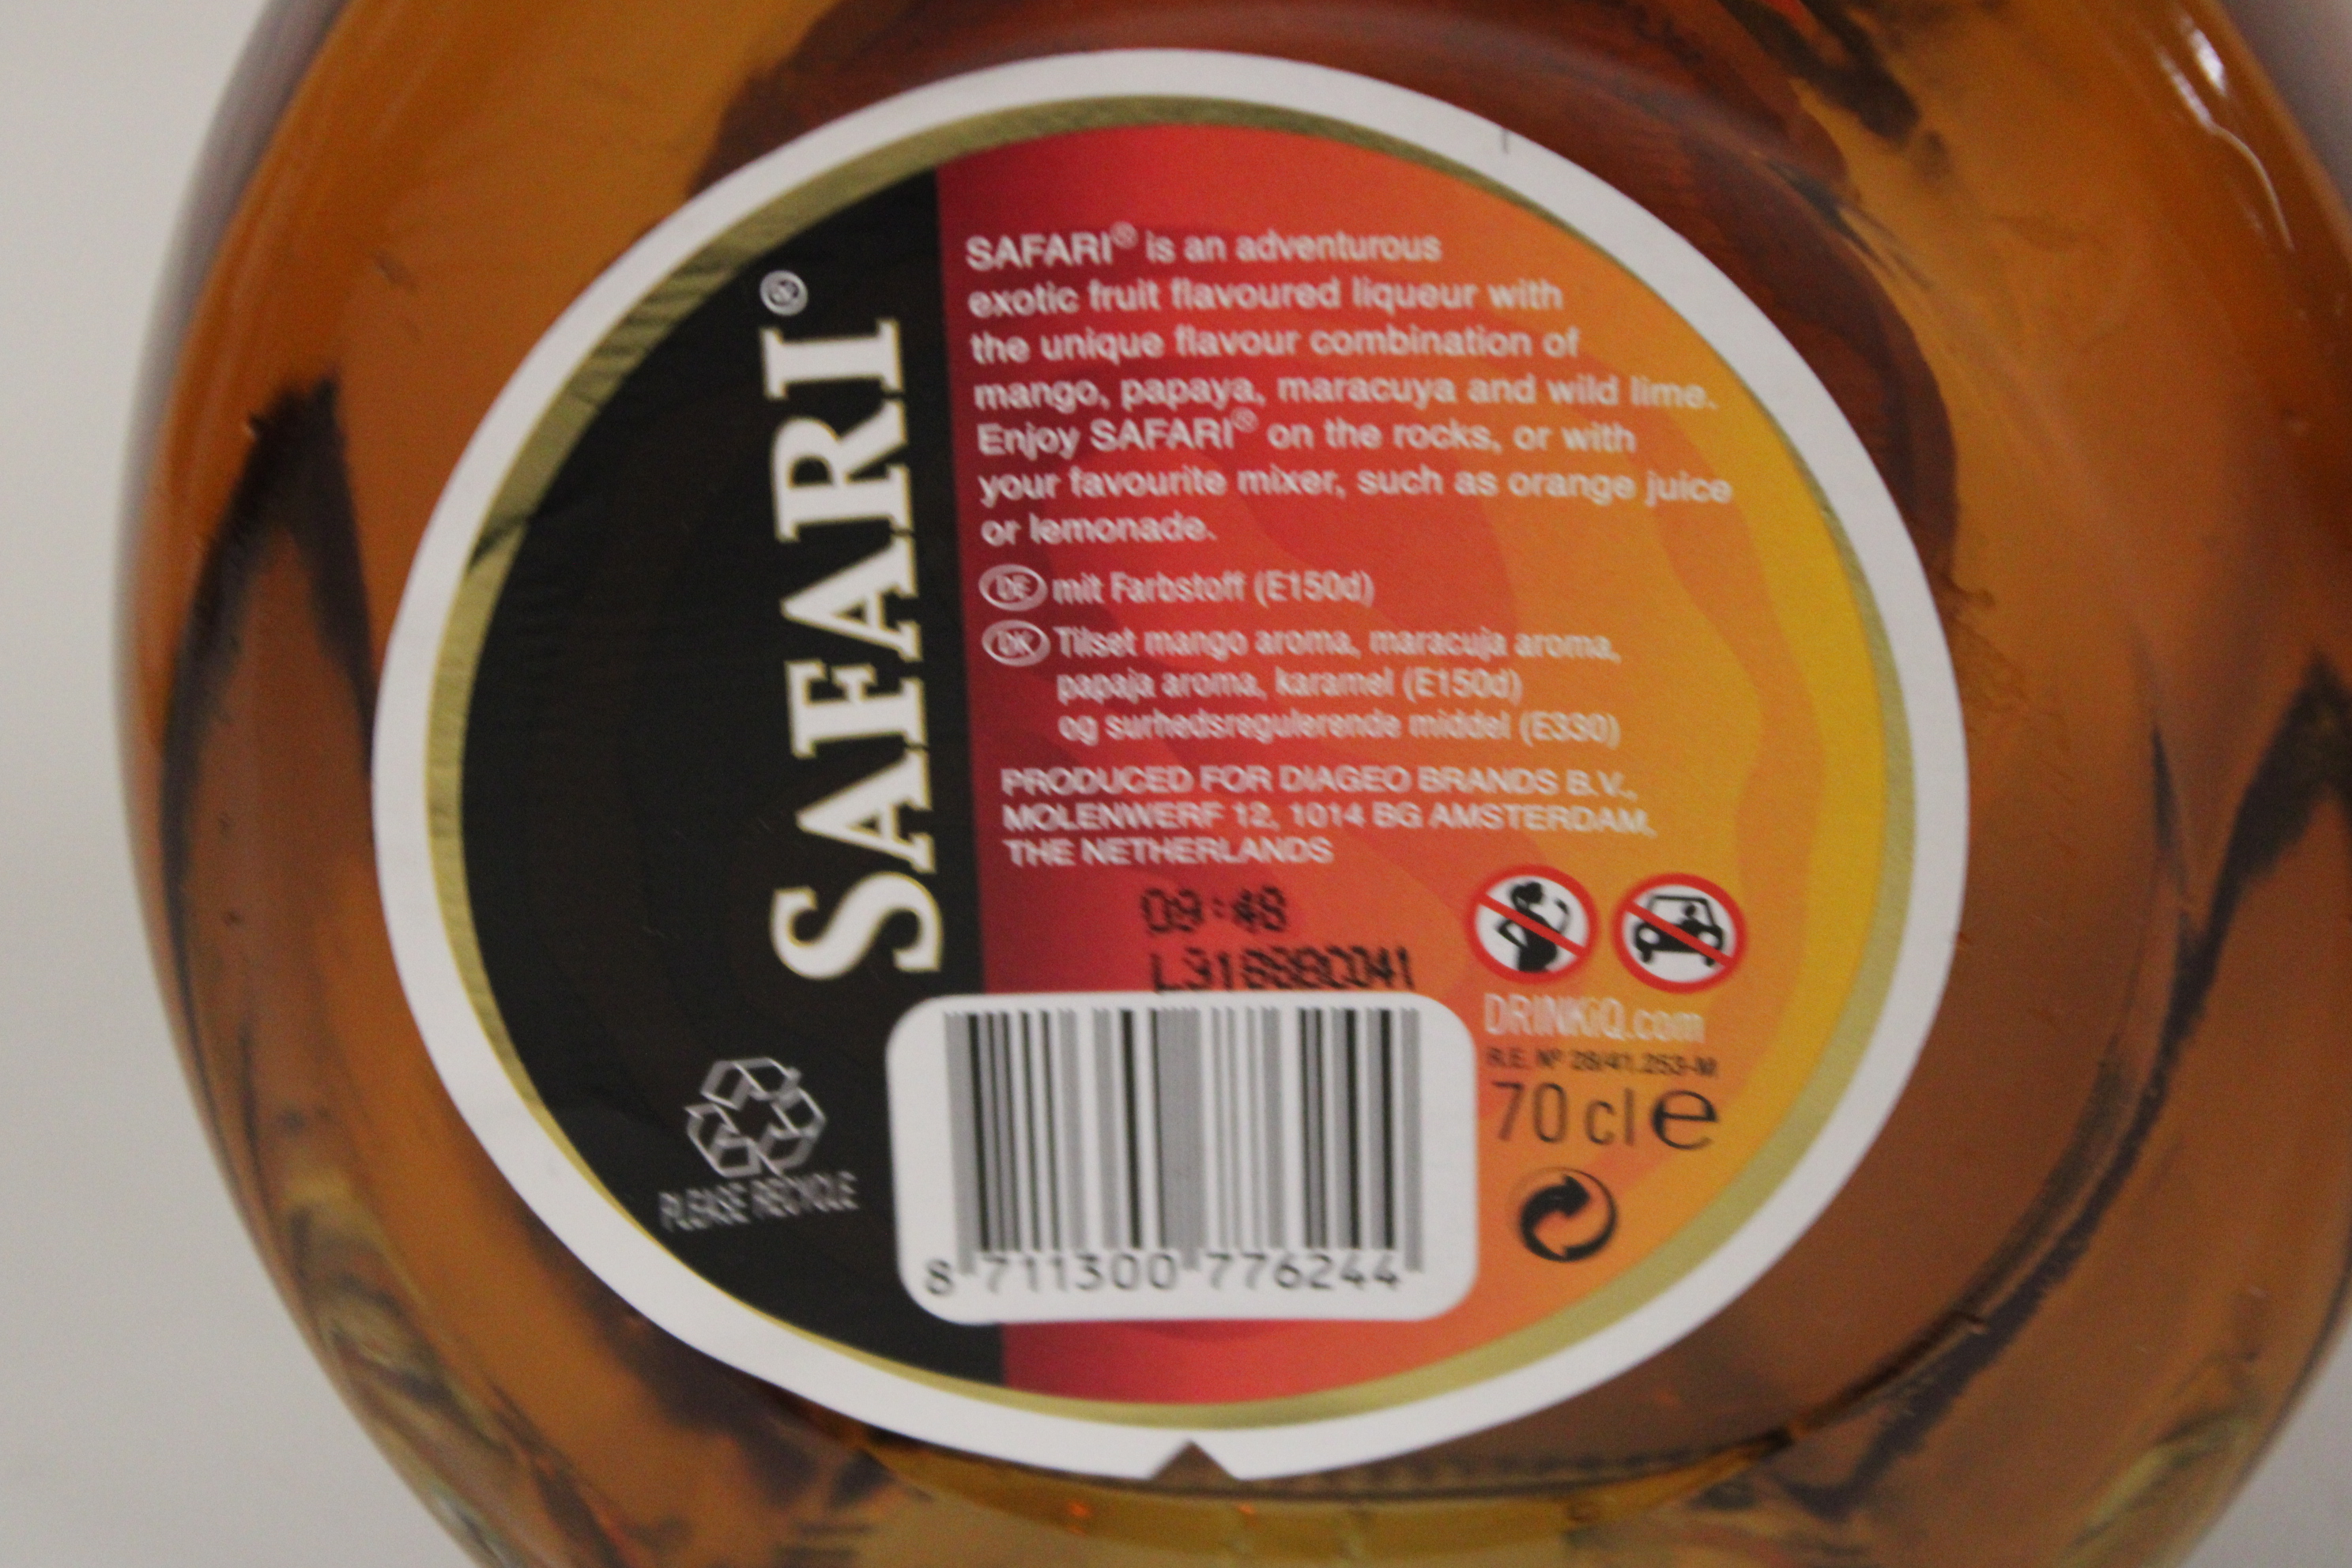 SAFARI®
SAFARI® is an adventurous
exotic fruit flavoured liqueur with
the unique flavour combination of
mango, papaya, maracuya and wild lime.
Enjoy SAFARI® on the rocks, or with
your favourite mixer, such as orange juice
or lemonade.
DE mit Farbstoff (E150d)
DK Tilset mango aroma, maracuja aroma,
papaja aroma, karamel (E150d)
og surhedsregulerende middel (E330)
PRODUCED FOR DIAGEO BRANDS B.V.,
MOLENWERF 12, 1014 BG AMSTERDAM,
THE NETHERLANDS
09:48
DRINKiQ.com
R.E. Nº 28/41.253-M
70 cl e
PLEASE RECYCLE
8 711300 776244